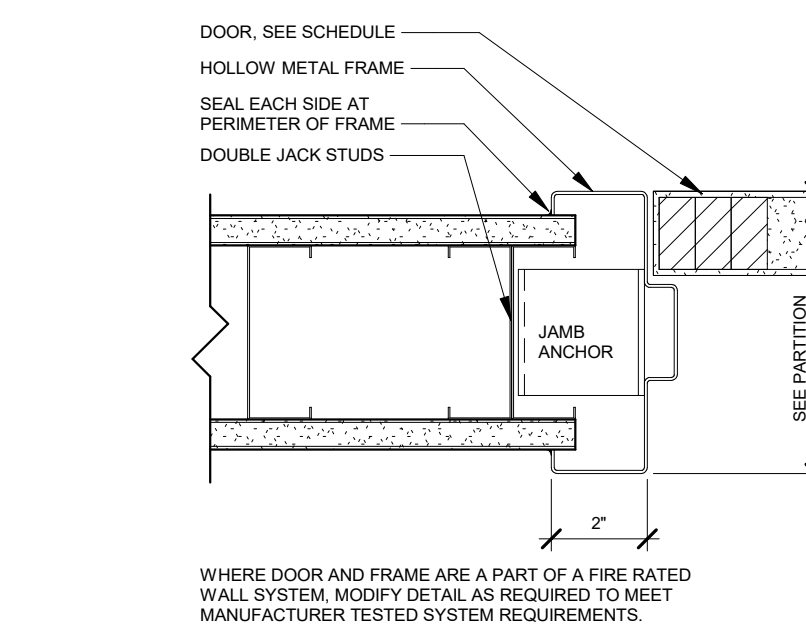 DOOR, SEE SCHEDULE
HOLLOW METAL FRAME
SEAL EACH SIDE AT
PERIMETER OF FRAME
DOUBLE JACK STUDS
JAMB
ANCHOR
SEE PARTITION
2"
WHERE DOOR AND FRAME ARE A PART OF A FIRE RATED
WALL SYSTEM, MODIFY DETAIL AS REQUIRED TO MEET
MANUFACTURER TESTED SYSTEM REQUIREMENTS.